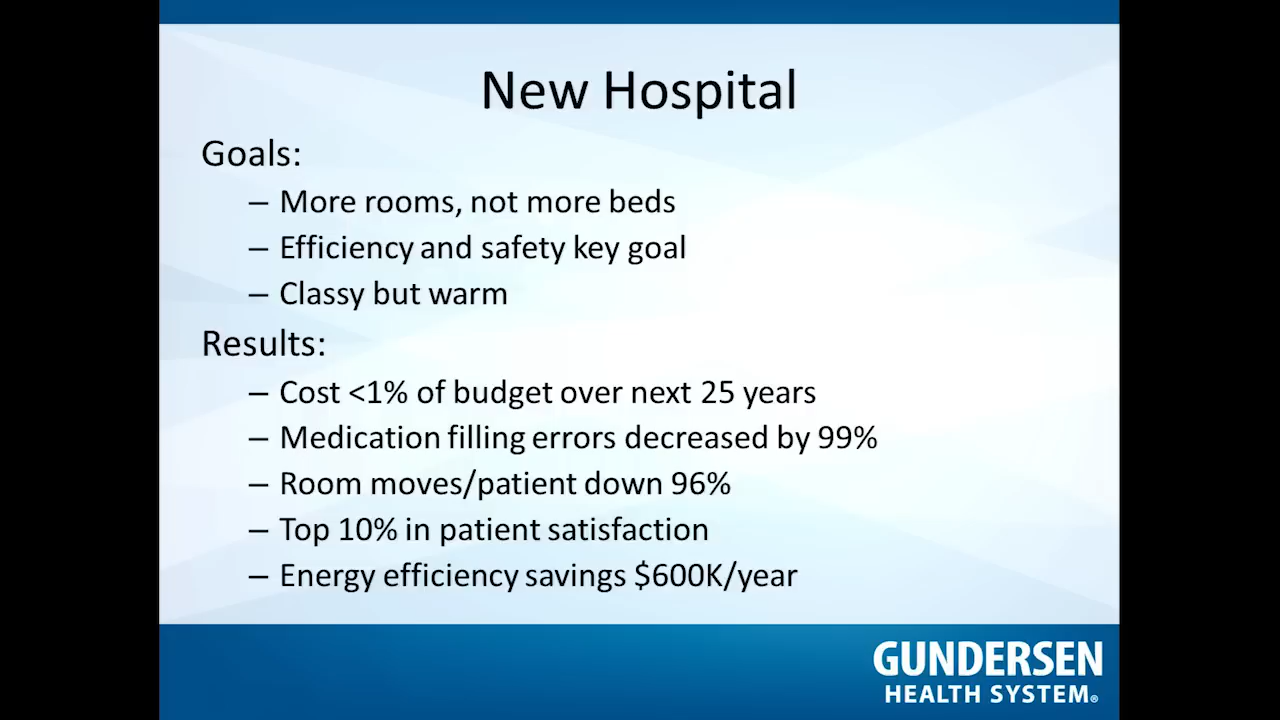 New Hospital
Goals:
– More rooms, not more beds
– Efficiency and safety key goal
– Classy but warm
Results:
– Cost <1% of budget over next 25 years
– Medication filling errors decreased by 99%
– Room moves/patient down 96%
– Top 10% in patient satisfaction
– Energy efficiency savings $600K/year
GUNDERSEN
HEALTH SYSTEM®